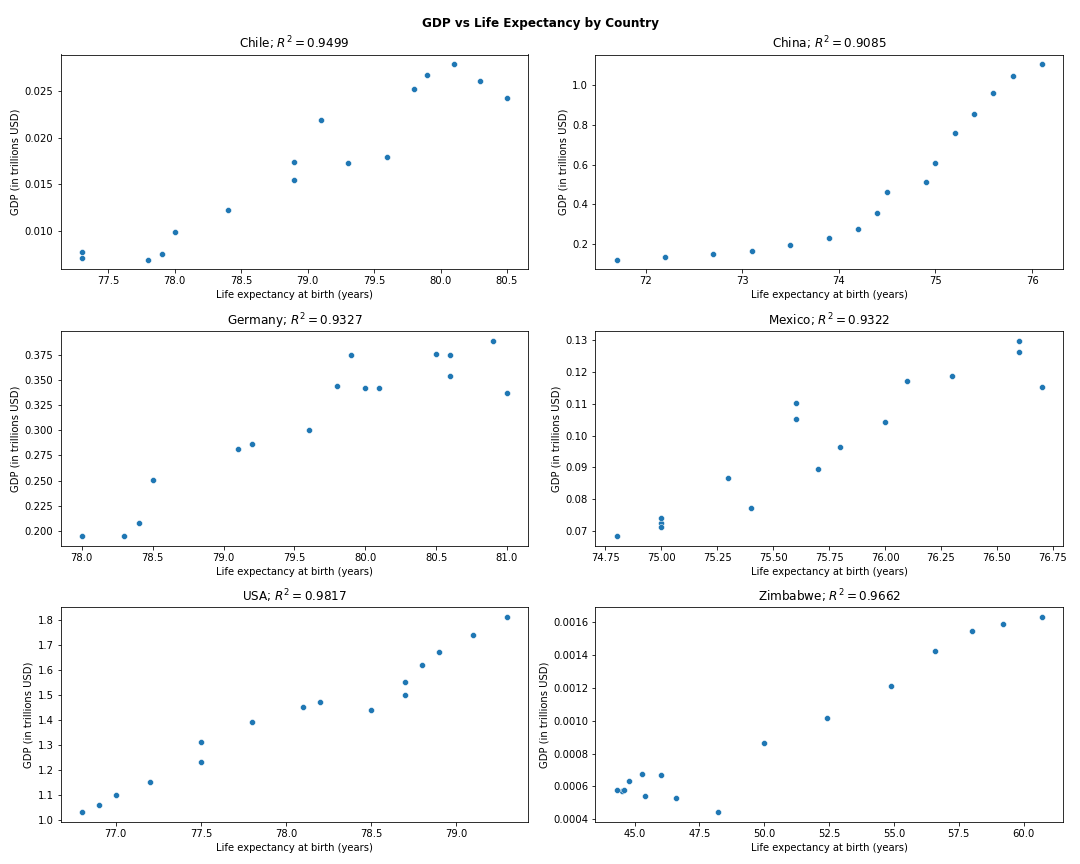 GDP vs Life Expectancy by Country
Chile; R² = 0.9499
China; R² = 0.9085
GDP (in trillions USD)
0.025
0.020
0.015
0.010
77.5 78.0 78.5 79.0 79.5 80.0 80.5
Life expectancy at birth (years)
GDP (in trillions USD)
1.0
0.8
0.6
0.4
0.2
72 73 74 75 76
Life expectancy at birth (years)
Germany; R² = 0.9327
Mexico; R² = 0.9322
GDP (in trillions USD)
0.375
0.350
0.325
0.300
0.275
0.250
0.225
0.200
78.0 78.5 79.0 79.5 80.0 80.5 81.0
Life expectancy at birth (years)
GDP (in trillions USD)
0.13
0.12
0.11
0.10
0.09
0.08
0.07
74.75 75.00 75.25 75.50 75.75 76.00 76.25 76.50 76.75
Life expectancy at birth (years)
USA; R² = 0.9817
Zimbabwe; R² = 0.9662
GDP (in trillions USD)
1.8
1.7
1.6
1.5
1.4
1.3
1.2
1.1
1.0
77.0 77.5 78.0 78.5 79.0
Life expectancy at birth (years)
GDP (in trillions USD)
0.0016
0.0014
0.0012
0.0010
0.0008
0.0006
0.0004
45.0 47.5 50.0 52.5 55.0 57.5 60.0
Life expectancy at birth (years)